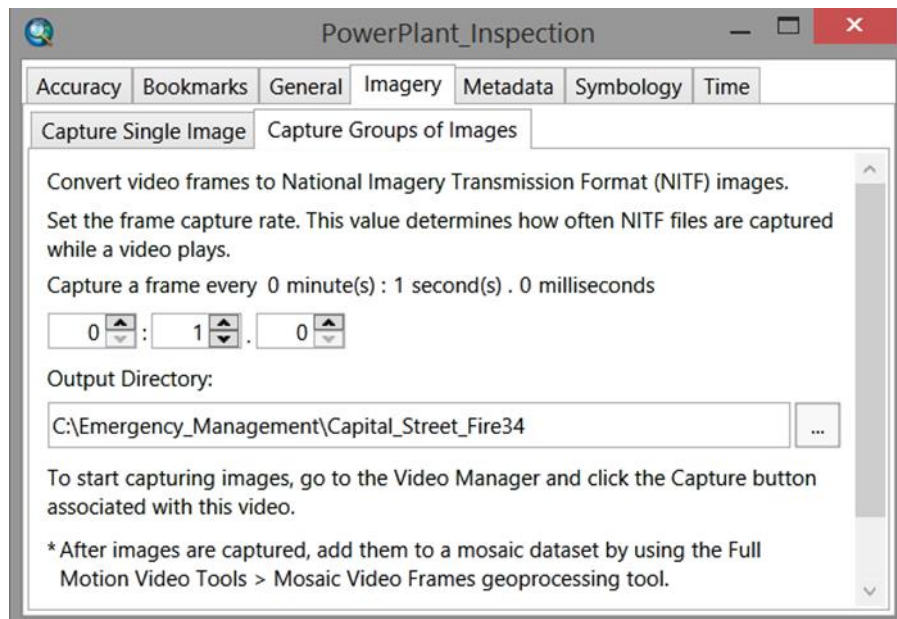 PowerPlant_Inspection
Accuracy Bookmarks General Imagery Metadata Symbology Time
Capture Single Image Capture Groups of Images
Convert video frames to National Imagery Transmission Format (NITF) images.
Set the frame capture rate. This value determines how often NITF files are captured
while a video plays.
Capture a frame every 0 minute(s) : 1 second(s) . 0 milliseconds
0 : 1 . 0
Output Directory:
C:\Emergency_Management\Capital_Street_Fire34 ...
To start capturing images, go to the Video Manager and click the Capture button
associated with this video.
* After images are captured, add them to a mosaic dataset by using the Full
Motion Video Tools > Mosaic Video Frames geoprocessing tool.